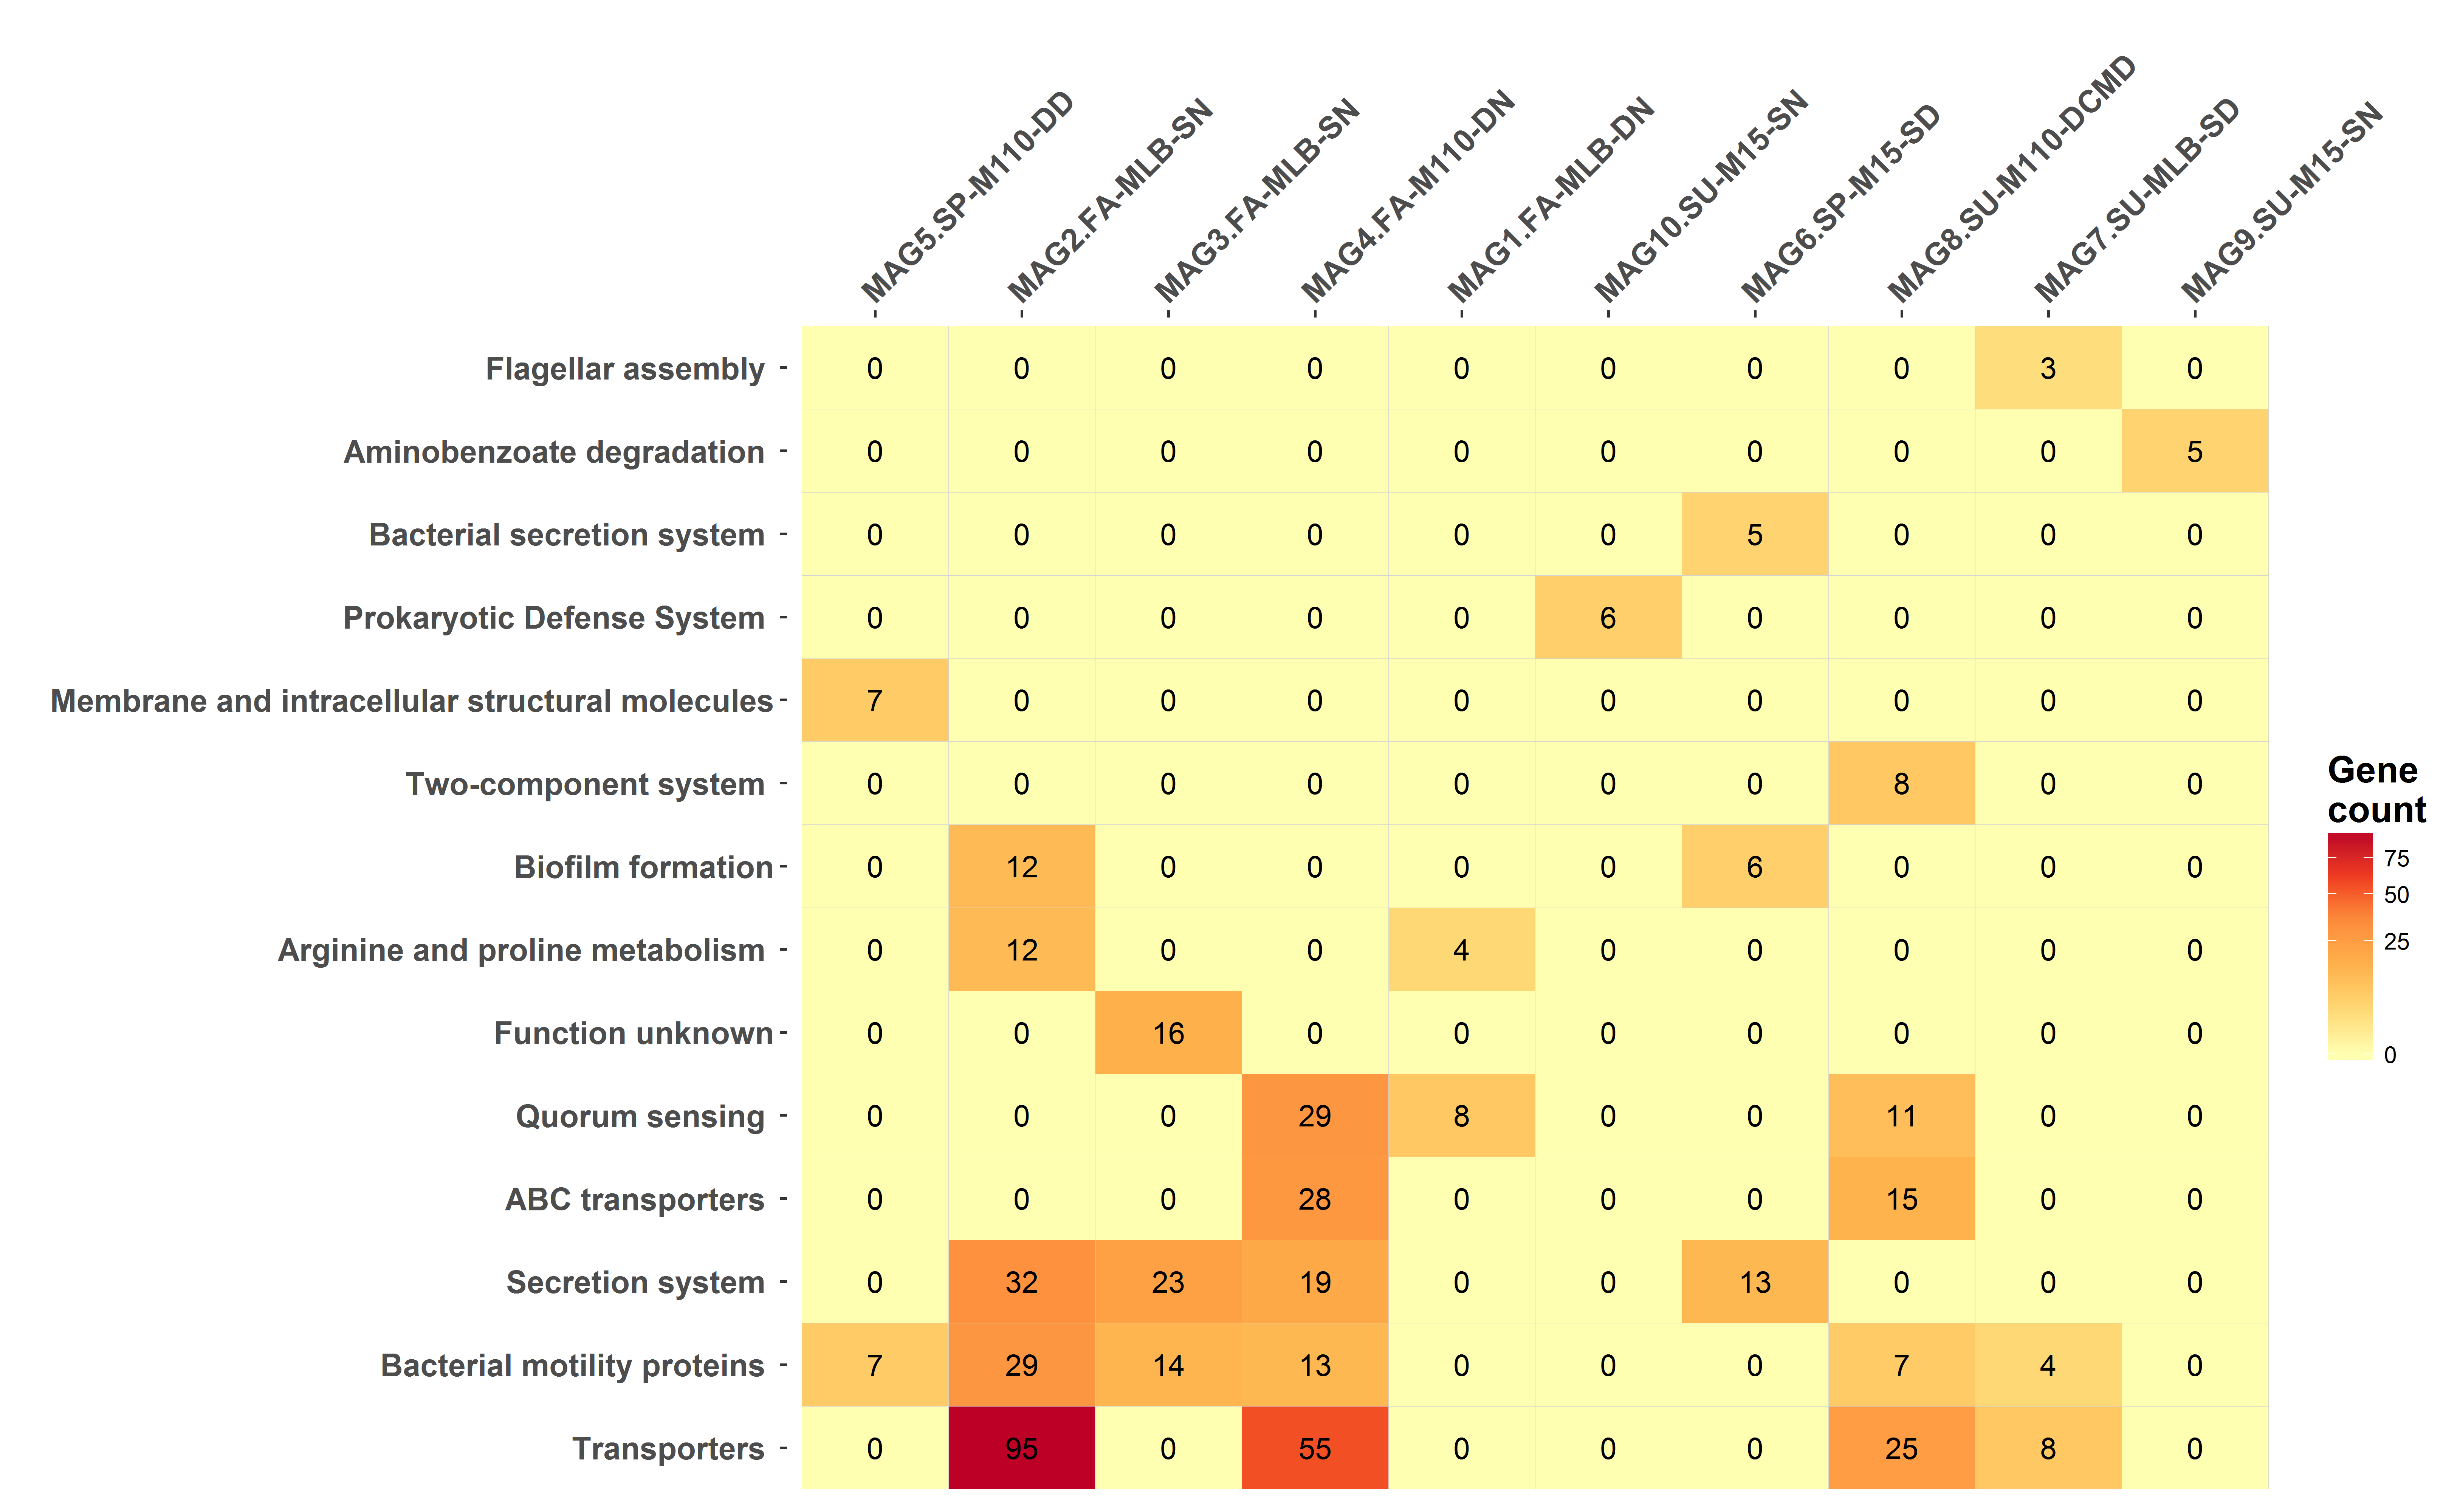 MAG5.SP-M110-DD
MAG2.FA-MLB-SN
MAG3.FA-MLB-SN
MAG4.FA-M110-DN
MAG1.FA-MLB-DN
MAG10.SU-M15-SN
MAG6.SP-M15-SD
MAG8.SU-M110-DCMD
MAG7.SU-MLB-SD
MAG9.SU-M15-SN
Flagellar assembly 0 0 0 0 0 0 0 0 3 0
Aminobenzoate degradation 0 0 0 0 0 0 0 0 0 5
Bacterial secretion system 0 0 0 0 0 0 5 0 0 0
Prokaryotic Defense System 0 0 0 0 0 6 0 0 0 0
Membrane and intracellular structural molecules 7 0 0 0 0 0 0 0 0 0
Two-component system 0 0 0 0 0 0 0 8 0 0
Biofilm formation 0 12 0 0 0 0 6 0 0 0
Arginine and proline metabolism 0 12 0 0 4 0 0 0 0 0
Function unknown 0 0 16 0 0 0 0 0 0 0
Quorum sensing 0 0 0 29 8 0 0 11 0 0
ABC transporters 0 0 0 28 0 0 0 15 0 0
Secretion system 0 32 23 19 0 0 13 0 0 0
Bacterial motility proteins 7 29 14 13 0 0 0 7 4 0
Transporters 0 95 0 55 0 0 0 25 8 0
Gene
count
75
50
25
0